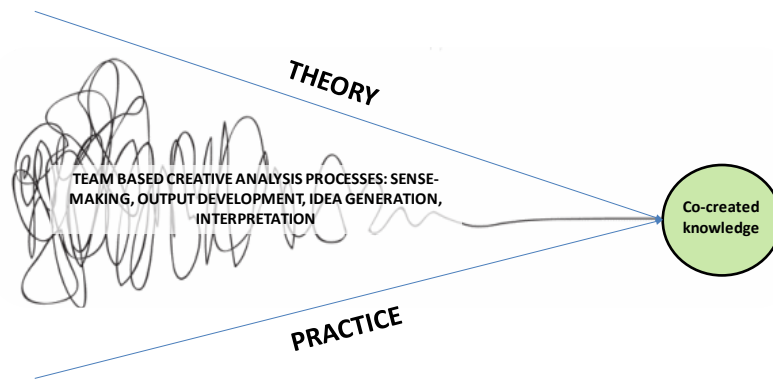 THEORY
TEAM BASED CREATIVE ANALYSIS PROCESSES: SENSE-
MAKING, OUTPUT DEVELOPMENT, IDEA GENERATION,
INTERPRETATION
Co-created
knowledge
PRACTICE